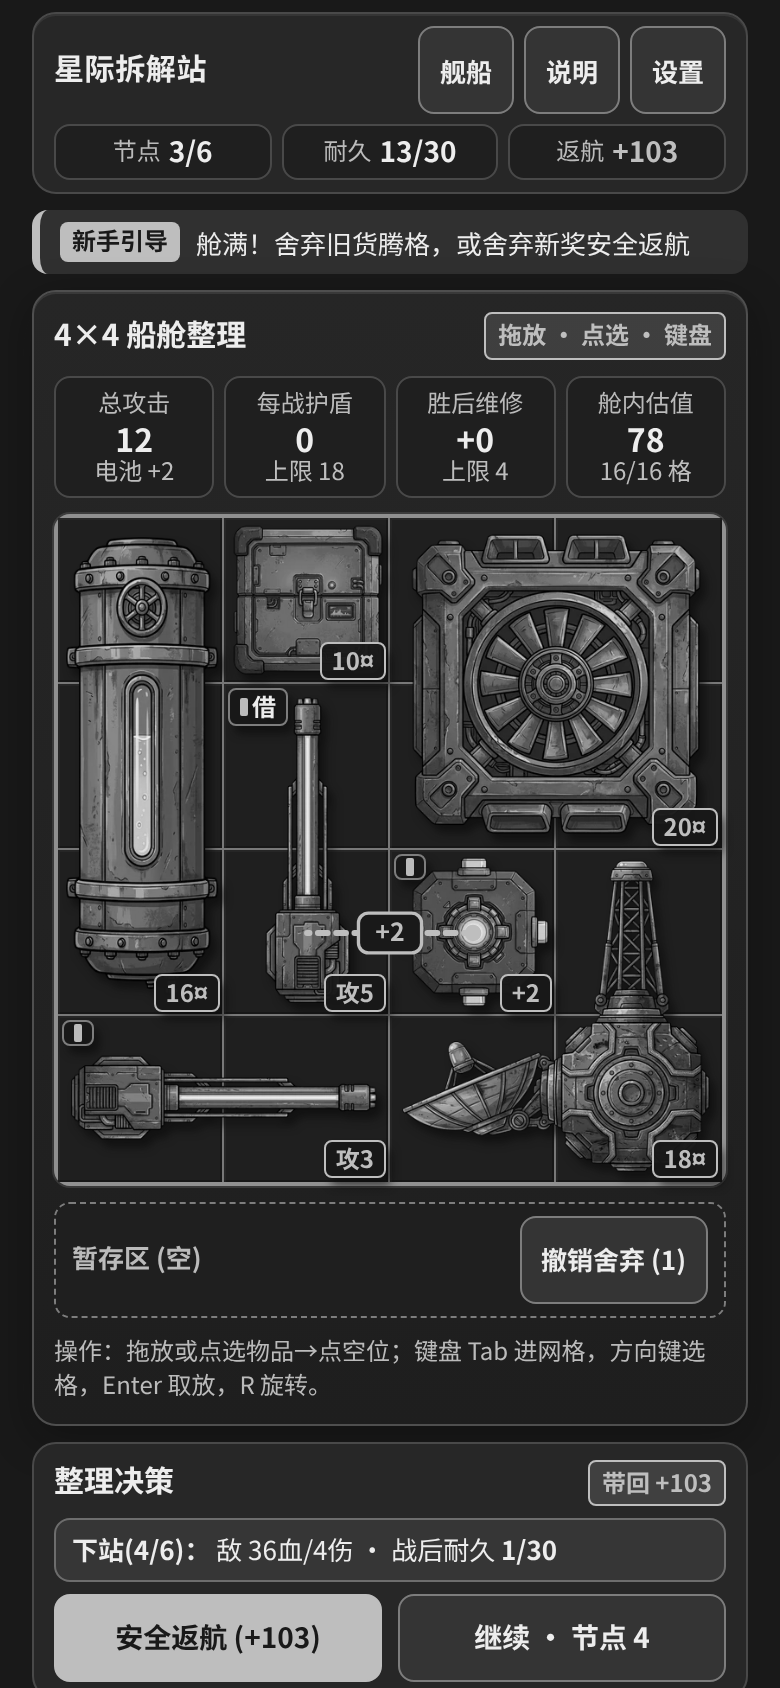 星际拆解站
舰船
说明
设置
节点 3/6
耐久 13/30
返航 +103
新手引导 舱满！舍弃旧货腾格，或舍弃新奖安全返航
4×4 船舱整理
拖放 · 点选 · 键盘
总攻击
12
电池 +2
每战护盾
0
上限 18
胜后维修
+0
上限 4
舱内估值
78
16/16 格
10¤
借
20¤
+2
16¤
攻5
+2
攻3
18¤
暂存区 (空)
撤销舍弃 (1)
操作：拖放或点选物品→点空位；键盘 Tab 进网格，方向键选
格，Enter 取放，R 旋转。
整理决策
带回 +103
下站(4/6)： 敌 36血/4伤 · 战后耐久 1/30
安全返航 (+103)
继续 · 节点 4